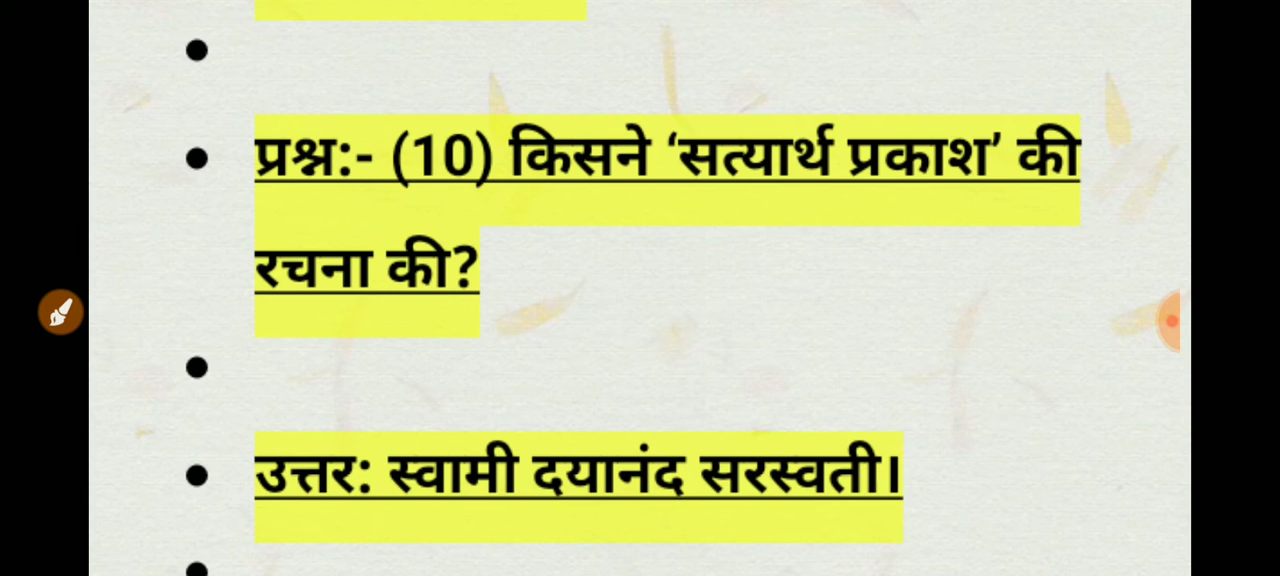 प्रश्न:- (10) किसने ‘सत्यार्थ प्रकाश’ की
रचना की?
उत्तर: स्वामी दयानंद सरस्वती।